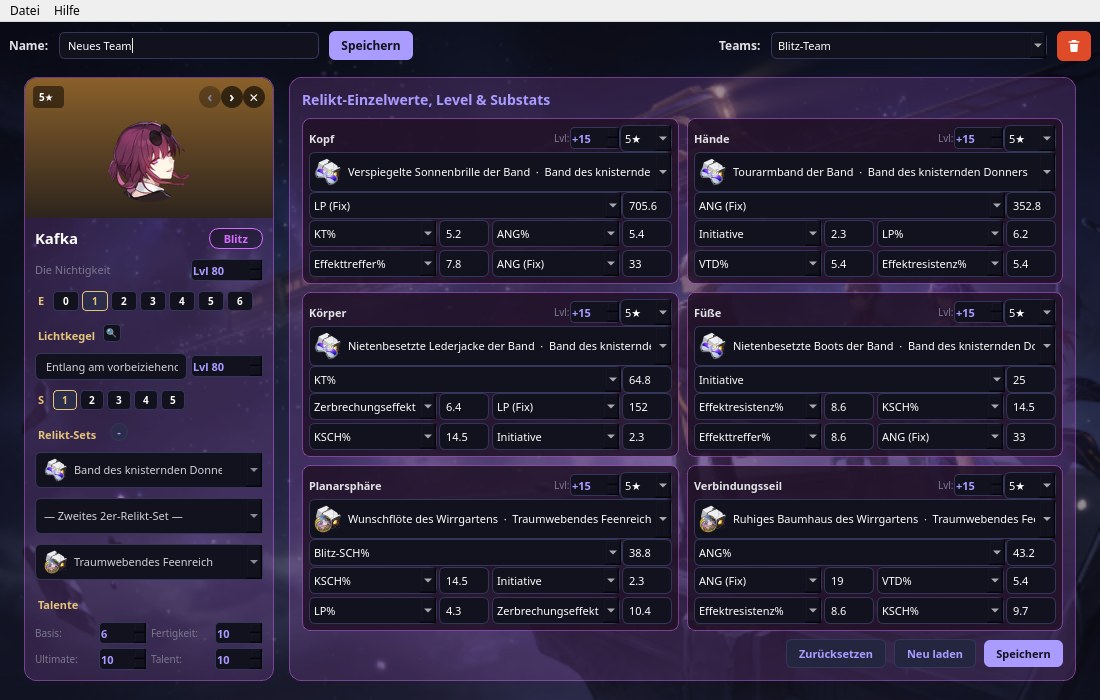 Datei Hilfe
Name: Neues Team Speichern Teams: Blitz-Team
5★ ‹ › ✕
Kafka Blitz
Die Nichtigkeit Lvl 80
E 0 1 2 3 4 5 6
Lichtkegel
Entlang am vorbeiziehenc Lvl 80
S 1 2 3 4 5
Relikt-Sets -
Band des knisternden Donne
— Zweites 2er-Relikt-Set —
Traumwebendes Feenreich
Talente
Basis: 6 Fertigkeit: 10
Ultimate: 10 Talent: 10
Relikt-Einzelwerte, Level & Substats
Kopf Lvl: +15 5★
Verspiegelte Sonnenbrille der Band · Band des knisternde
LP (Fix) 705.6
KT% 5.2 ANG% 5.4
Effekttreffer% 7.8 ANG (Fix) 33
Hände Lvl: +15 5★
Tourarmband der Band · Band des knisternden Donners
ANG (Fix) 352.8
Initiative 2.3 LP% 6.2
VTD% 5.4 Effektresistenz% 5.4
Körper Lvl: +15 5★
Nietenbesetzte Lederjacke der Band · Band des knisternde
KT% 64.8
Zerbrechungseffekt 6.4 LP (Fix) 152
KSCH% 14.5 Initiative 2.3
Füße Lvl: +15 5★
Nietenbesetzte Boots der Band · Band des knisternden Do
Initiative 25
Effektresistenz% 8.6 KSCH% 14.5
Effekttreffer% 8.6 ANG (Fix) 33
Planarsphäre Lvl: +15 5★
Wunschflöte des Wirrgartens · Traumwebendes Feenreich
Blitz-SCH% 38.8
KSCH% 14.5 Initiative 2.3
LP% 4.3 Zerbrechungseffekt 10.4
Verbindungsseil Lvl: +15 5★
Ruhiges Baumhaus des Wirrgartens · Traumwebendes Fee
ANG% 43.2
ANG (Fix) 19 VTD% 5.4
Effektresistenz% 8.6 KSCH% 9.7
Zurücksetzen Neu laden Speichern